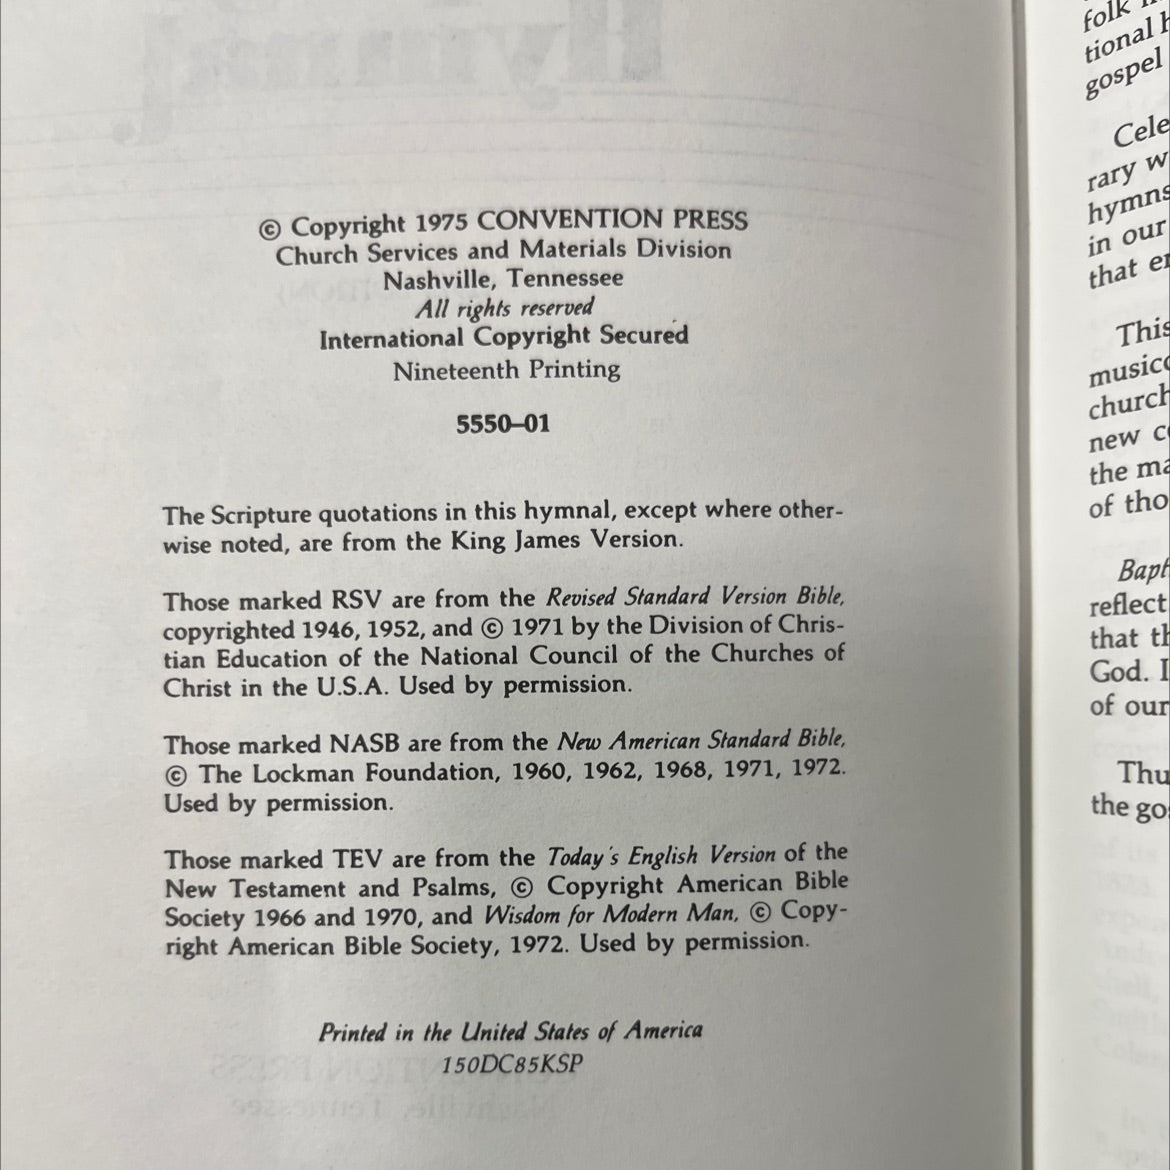 © Copyright 1975 CONVENTION PRESS
Church Services and Materials Division
Nashville, Tennessee
All rights reserved
International Copyright Secured
Nineteenth Printing
5550–01
The Scripture quotations in this hymnal, except where other-
wise noted, are from the King James Version.
Those marked RSV are from the Revised Standard Version Bible,
copyrighted 1946, 1952, and © 1971 by the Division of Chris-
tian Education of the National Council of the Churches of
Christ in the U.S.A. Used by permission.
Those marked NASB are from the New American Standard Bible,
© The Lockman Foundation, 1960, 1962, 1968, 1971, 1972.
Used by permission.
Those marked TEV are from the Today's English Version of the
New Testament and Psalms, © Copyright American Bible
Society 1966 and 1970, and Wisdom for Modern Man, © Copy-
right American Bible Society, 1972. Used by permission.
Printed in the United States of America
150DC85KSP
folk
tional
gospel
Cele
rary w
hymns
in our
that
This
music
church
new
the ma
of tho
Bapt
reflect
that th
God. I
of our
Thu
the go